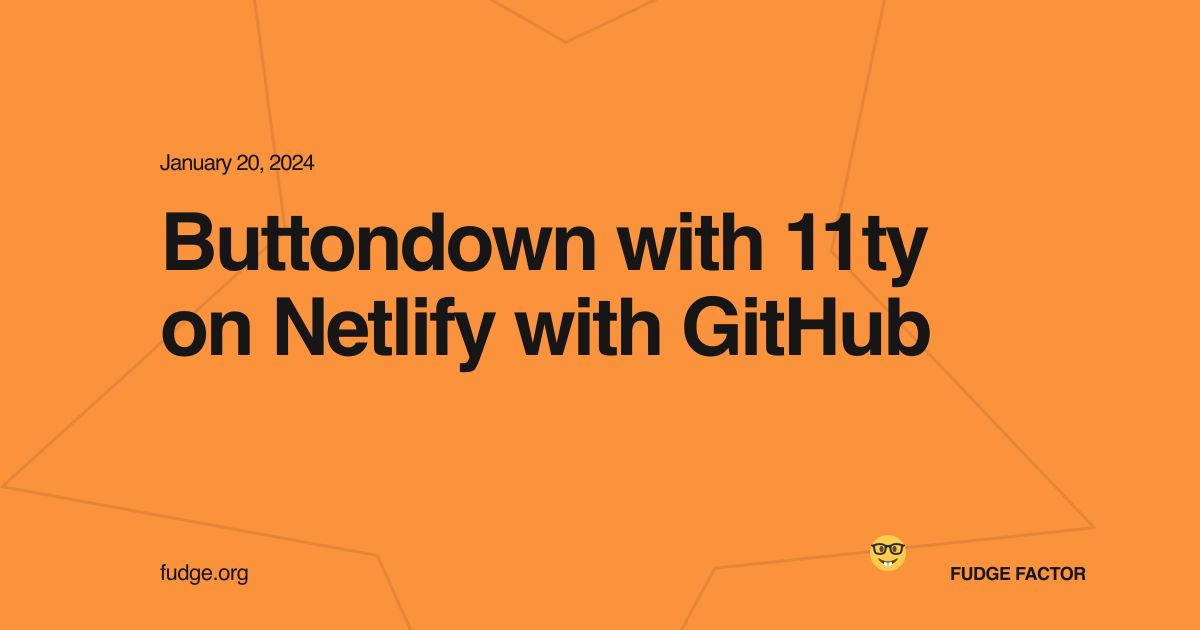 January 20, 2024
Buttondown with 11ty
on Netlify with GitHub
fudge.org
FUDGE FACTOR